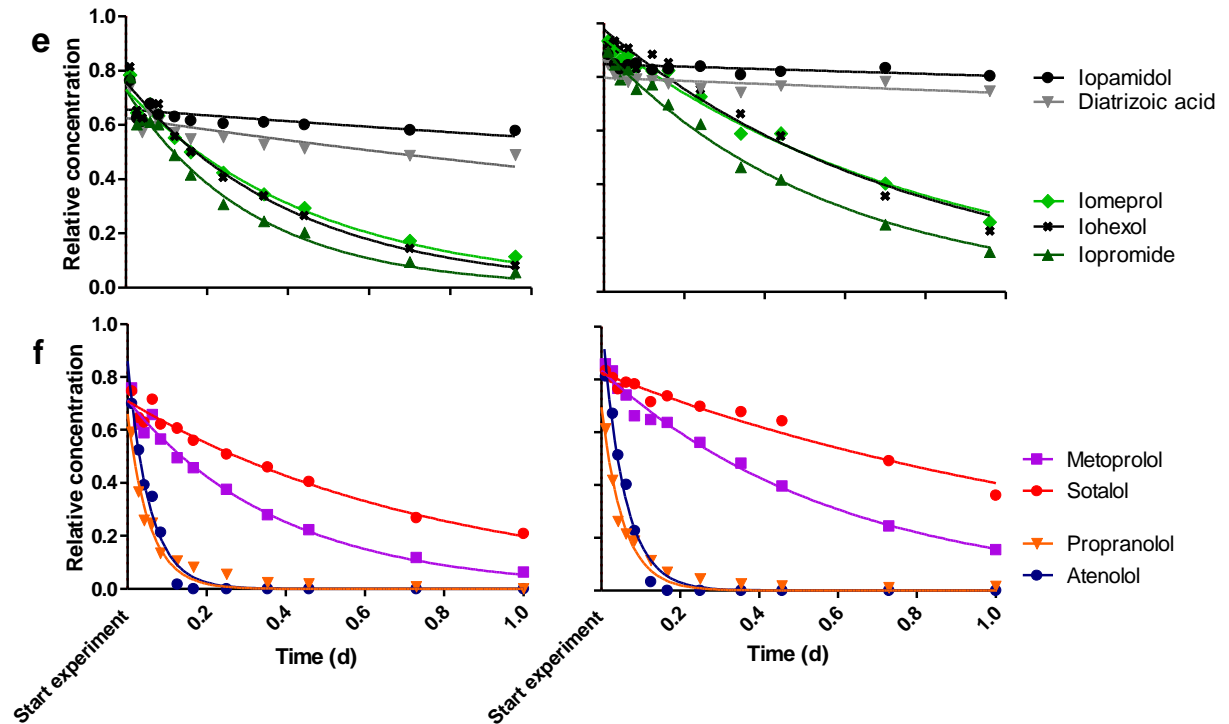 e
Relative concentration
1.0
0.8
0.6
0.4
0.2
0.0
Iopamidol
Diatrizoic acid
Iomeprol
Iohexol
Iopromide
f
Relative concentration
1.0
0.8
0.6
0.4
0.2
0.0
Metoprolol
Sotalol
Propranolol
Atenolol
Start experiment
0.2
0.4
0.6
0.8
1.0
Time (d)
Start experiment
0.2
0.4
0.6
0.8
1.0
Time (d)